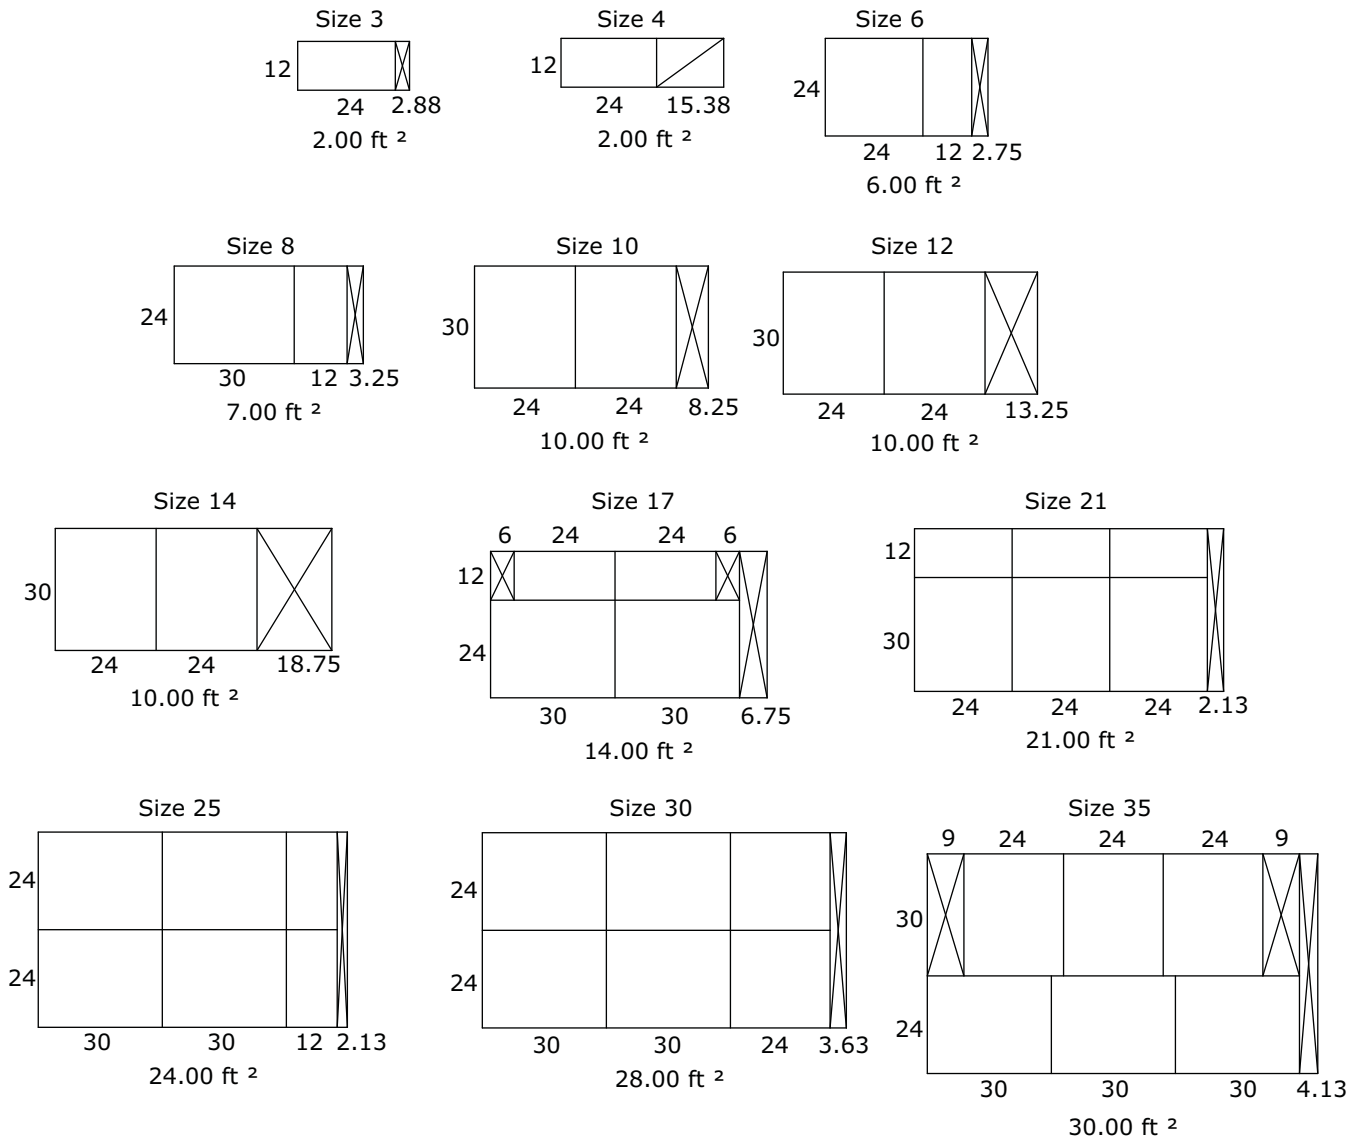 Size 3
12
24 2.88
2.00 ft ²
Size 4
12
24 15.38
2.00 ft ²
Size 6
24
24 12 2.75
6.00 ft ²
Size 8
24
30 12 3.25
7.00 ft ²
Size 10
30
24 24 8.25
10.00 ft ²
Size 12
30
24 24 13.25
10.00 ft ²
Size 14
30
24 24 18.75
10.00 ft ²
Size 17
6 24 24 6
12
24
30 30 6.75
14.00 ft ²
Size 21
12
30
24 24 24 2.13
21.00 ft ²
Size 25
24
24
30 30 12 2.13
24.00 ft ²
Size 30
24
24
30 30 24 3.63
28.00 ft ²
Size 35
9 24 24 24 9
30
24
30 30 30 4.13
30.00 ft ²